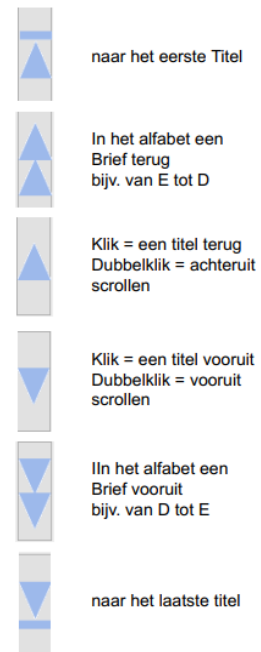 naar het eerste Titel
In het alfabet een
Brief terug
bijv. van E tot D
Klik = een titel terug
Dubbelklik = achteruit
scrollen
Klik = een titel vooruit
Dubbelklik = vooruit
scrollen
IIn het alfabet een
Brief vooruit
bijv. van D tot E
naar het laatste titel